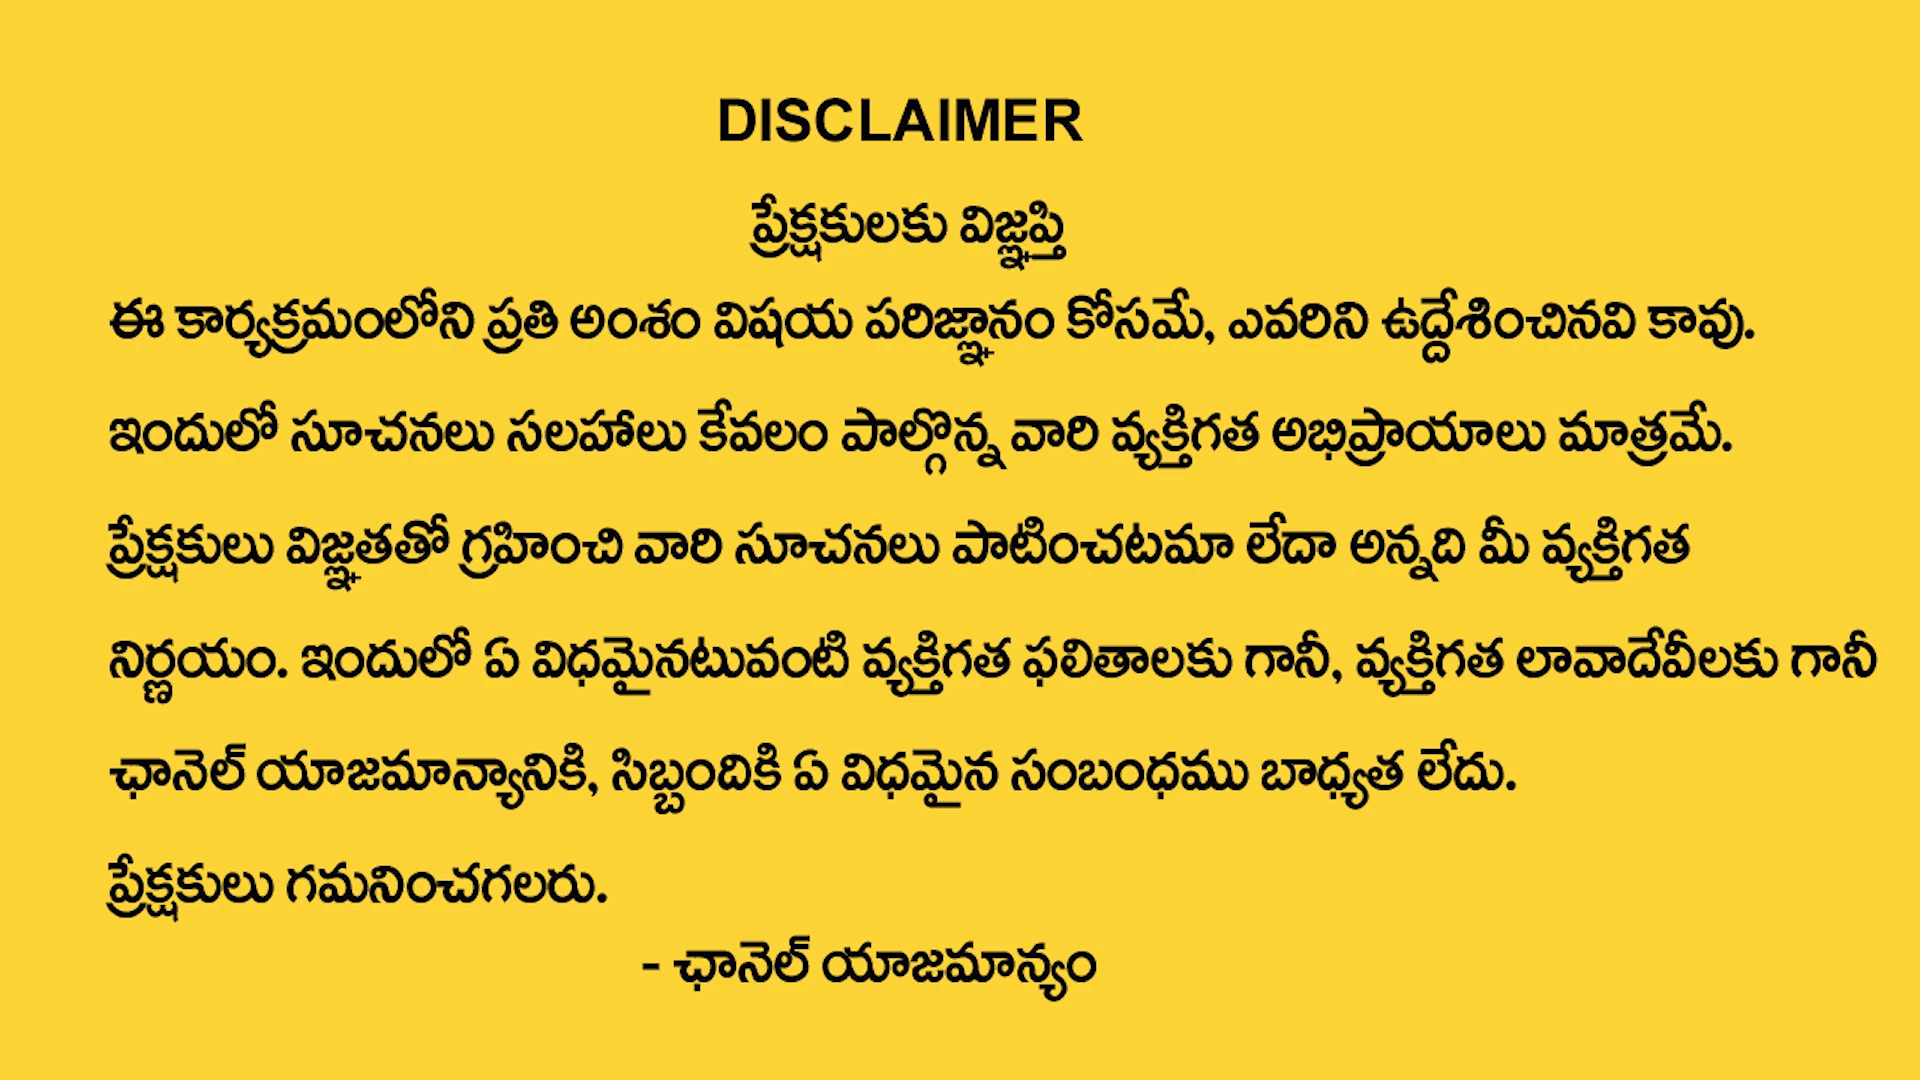 DISCLAIMER
ప్రేక్షకులకు విజ్ఞప్తి
ఈ కార్యక్రమంలోని ప్రతి అంశం విషయ పరిజ్ఞానం కోసమే, ఎవరిని ఉద్దేశించినవి కావు.
ఇందులో సూచనలు సలహాలు కేవలం పాల్గొన్న వారి వ్యక్తిగత అభిప్రాయాలు మాత్రమే.
ప్రేక్షకులు విజ్ఞతతో గ్రహించి వారి సూచనలు పాటించటమా లేదా అన్నది మీ వ్యక్తిగత
నిర్ణయం. ఇందులో ఏ విధమైనటువంటి వ్యక్తిగత ఫలితాలకు గానీ, వ్యక్తిగత లావాదేవీలకు గానీ
ఛానెల్ యాజమాన్యానికి, సిబ్బందికి ఏ విధమైన సంబంధము బాధ్యత లేదు.
ప్రేక్షకులు గమనించగలరు.
- ఛానెల్ యాజమాన్యం